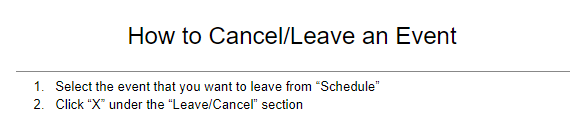 How to Cancel/Leave an Event
1. Select the event that you want to leave from “Schedule”
2. Click “X” under the “Leave/Cancel” section